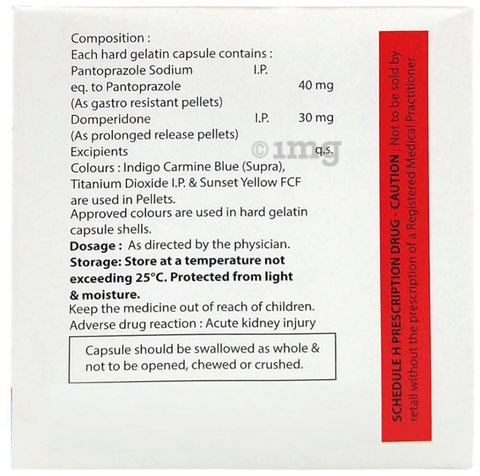 Composition :
Each hard gelatin capsule contains :
Pantoprazole Sodium I.P.
eq. to Pantoprazole 40 mg
(As gastro resistant pellets)
Domperidone I.P. 30 mg
(As prolonged release pellets)
Excipients q.s.
©1mg
Colours : Indigo Carmine Blue (Supra),
Titanium Dioxide I.P. & Sunset Yellow FCF
are used in Pellets.
Approved colours are used in hard gelatin
capsule shells.
Dosage : As directed by the physician.
Storage: Store at a temperature not
exceeding 25°C. Protected from light
& moisture.
Keep the medicine out of reach of children.
Adverse drug reaction : Acute kidney injury
Capsule should be swallowed as whole &
not to be opened, chewed or crushed.
SCHEDULE H PRESCRIPTION DRUG - CAUTION : Not to be sold by
retail without the prescription of a Registered Medical Practitioner.